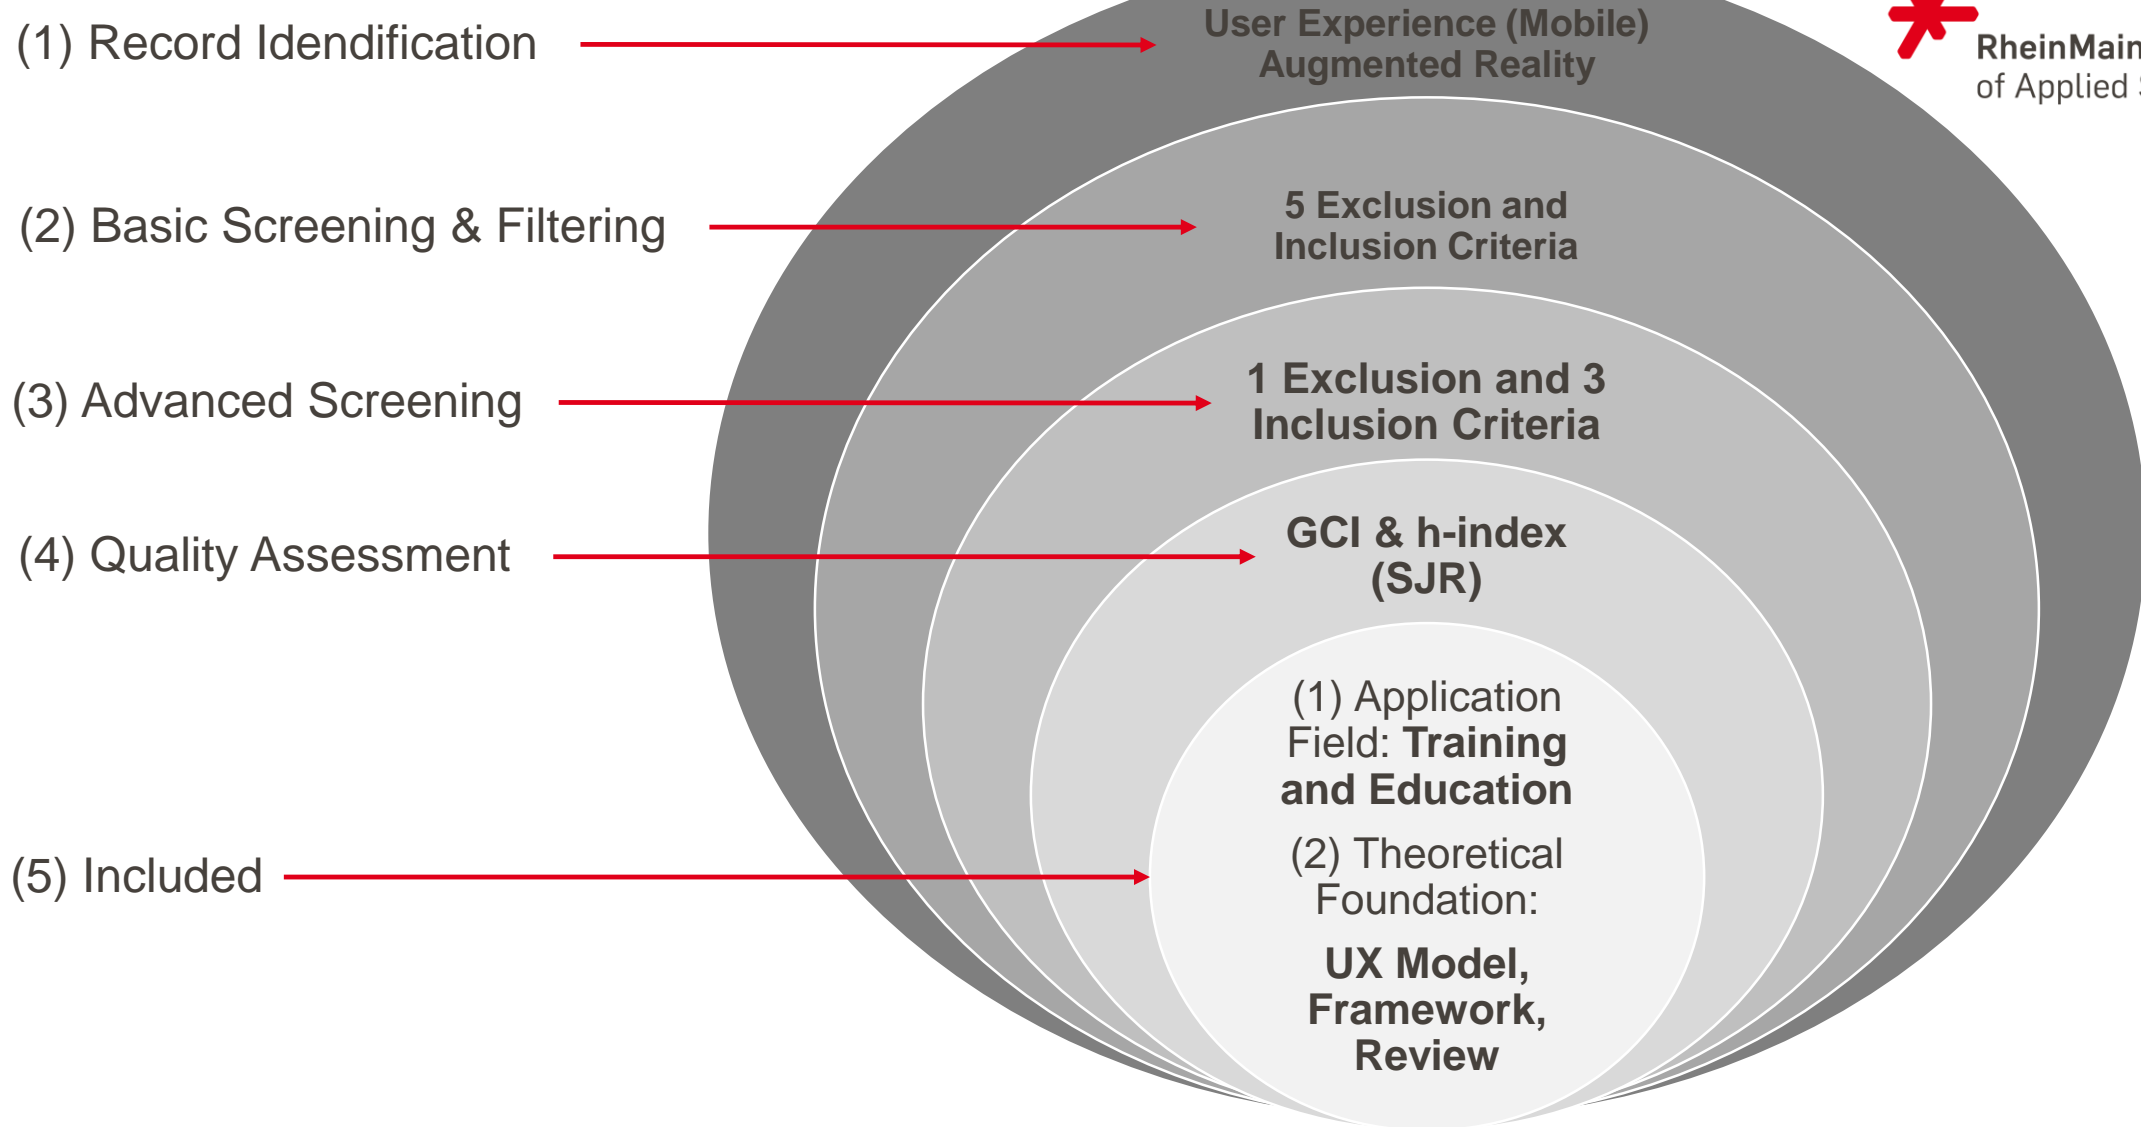 (1) Record Idendification
User Experience (Mobile)
Augmented Reality
RheinMain
of Applied
(2) Basic Screening & Filtering
5 Exclusion and
Inclusion Criteria
(3) Advanced Screening
1 Exclusion and 3
Inclusion Criteria
(4) Quality Assessment
GCI & h-index
(SJR)
(5) Included
(1) Application
Field: Training
and Education
(2) Theoretical
Foundation:
UX Model,
Framework,
Review